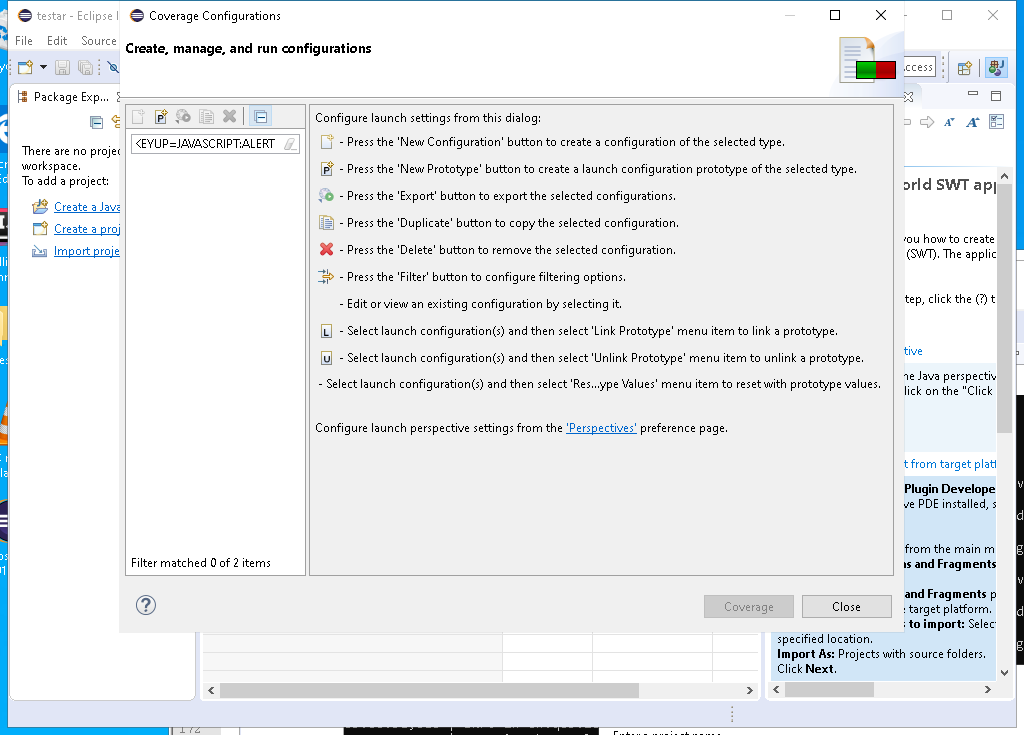 testar - Eclipse I
Coverage Configurations
File Edit Source
Create, manage, and run configurations
ccess
Package Exp...
There are no projec
workspace.
To add a project:
Create a Java
Create a proj
Import proje
<EYUP=JAVASCRIPT:ALERT
Configure launch settings from this dialog:
- Press the 'New Configuration' button to create a configuration of the selected type.
- Press the 'New Prototype' button to create a launch configuration prototype of the selected type.
- Press the 'Export' button to export the selected configurations.
- Press the 'Duplicate' button to copy the selected configuration.
- Press the 'Delete' button to remove the selected configuration.
- Press the 'Filter' button to configure filtering options.
- Edit or view an existing configuration by selecting it.
L - Select launch configuration(s) and then select 'Link Prototype' menu item to link a prototype.
U - Select launch configuration(s) and then select 'Unlink Prototype' menu item to unlink a prototype.
- Select launch configuration(s) and then select 'Res...ype Values' menu item to reset with prototype values.
Configure launch perspective settings from the 'Perspectives' preference page.
Filter matched 0 of 2 items
Coverage
Close
orld SWT app
you how to create
(SWT). The applic
tep, click the (?) t
tive
he Java perspectiv
lick on the "Click
t from target platf
Plugin Develope
ve PDE installed, s
from the main m
ns and Fragments
and Fragments p
e target platform.
s to import: Select
specified location.
Import As: Projects with source folders.
Click Next.
172